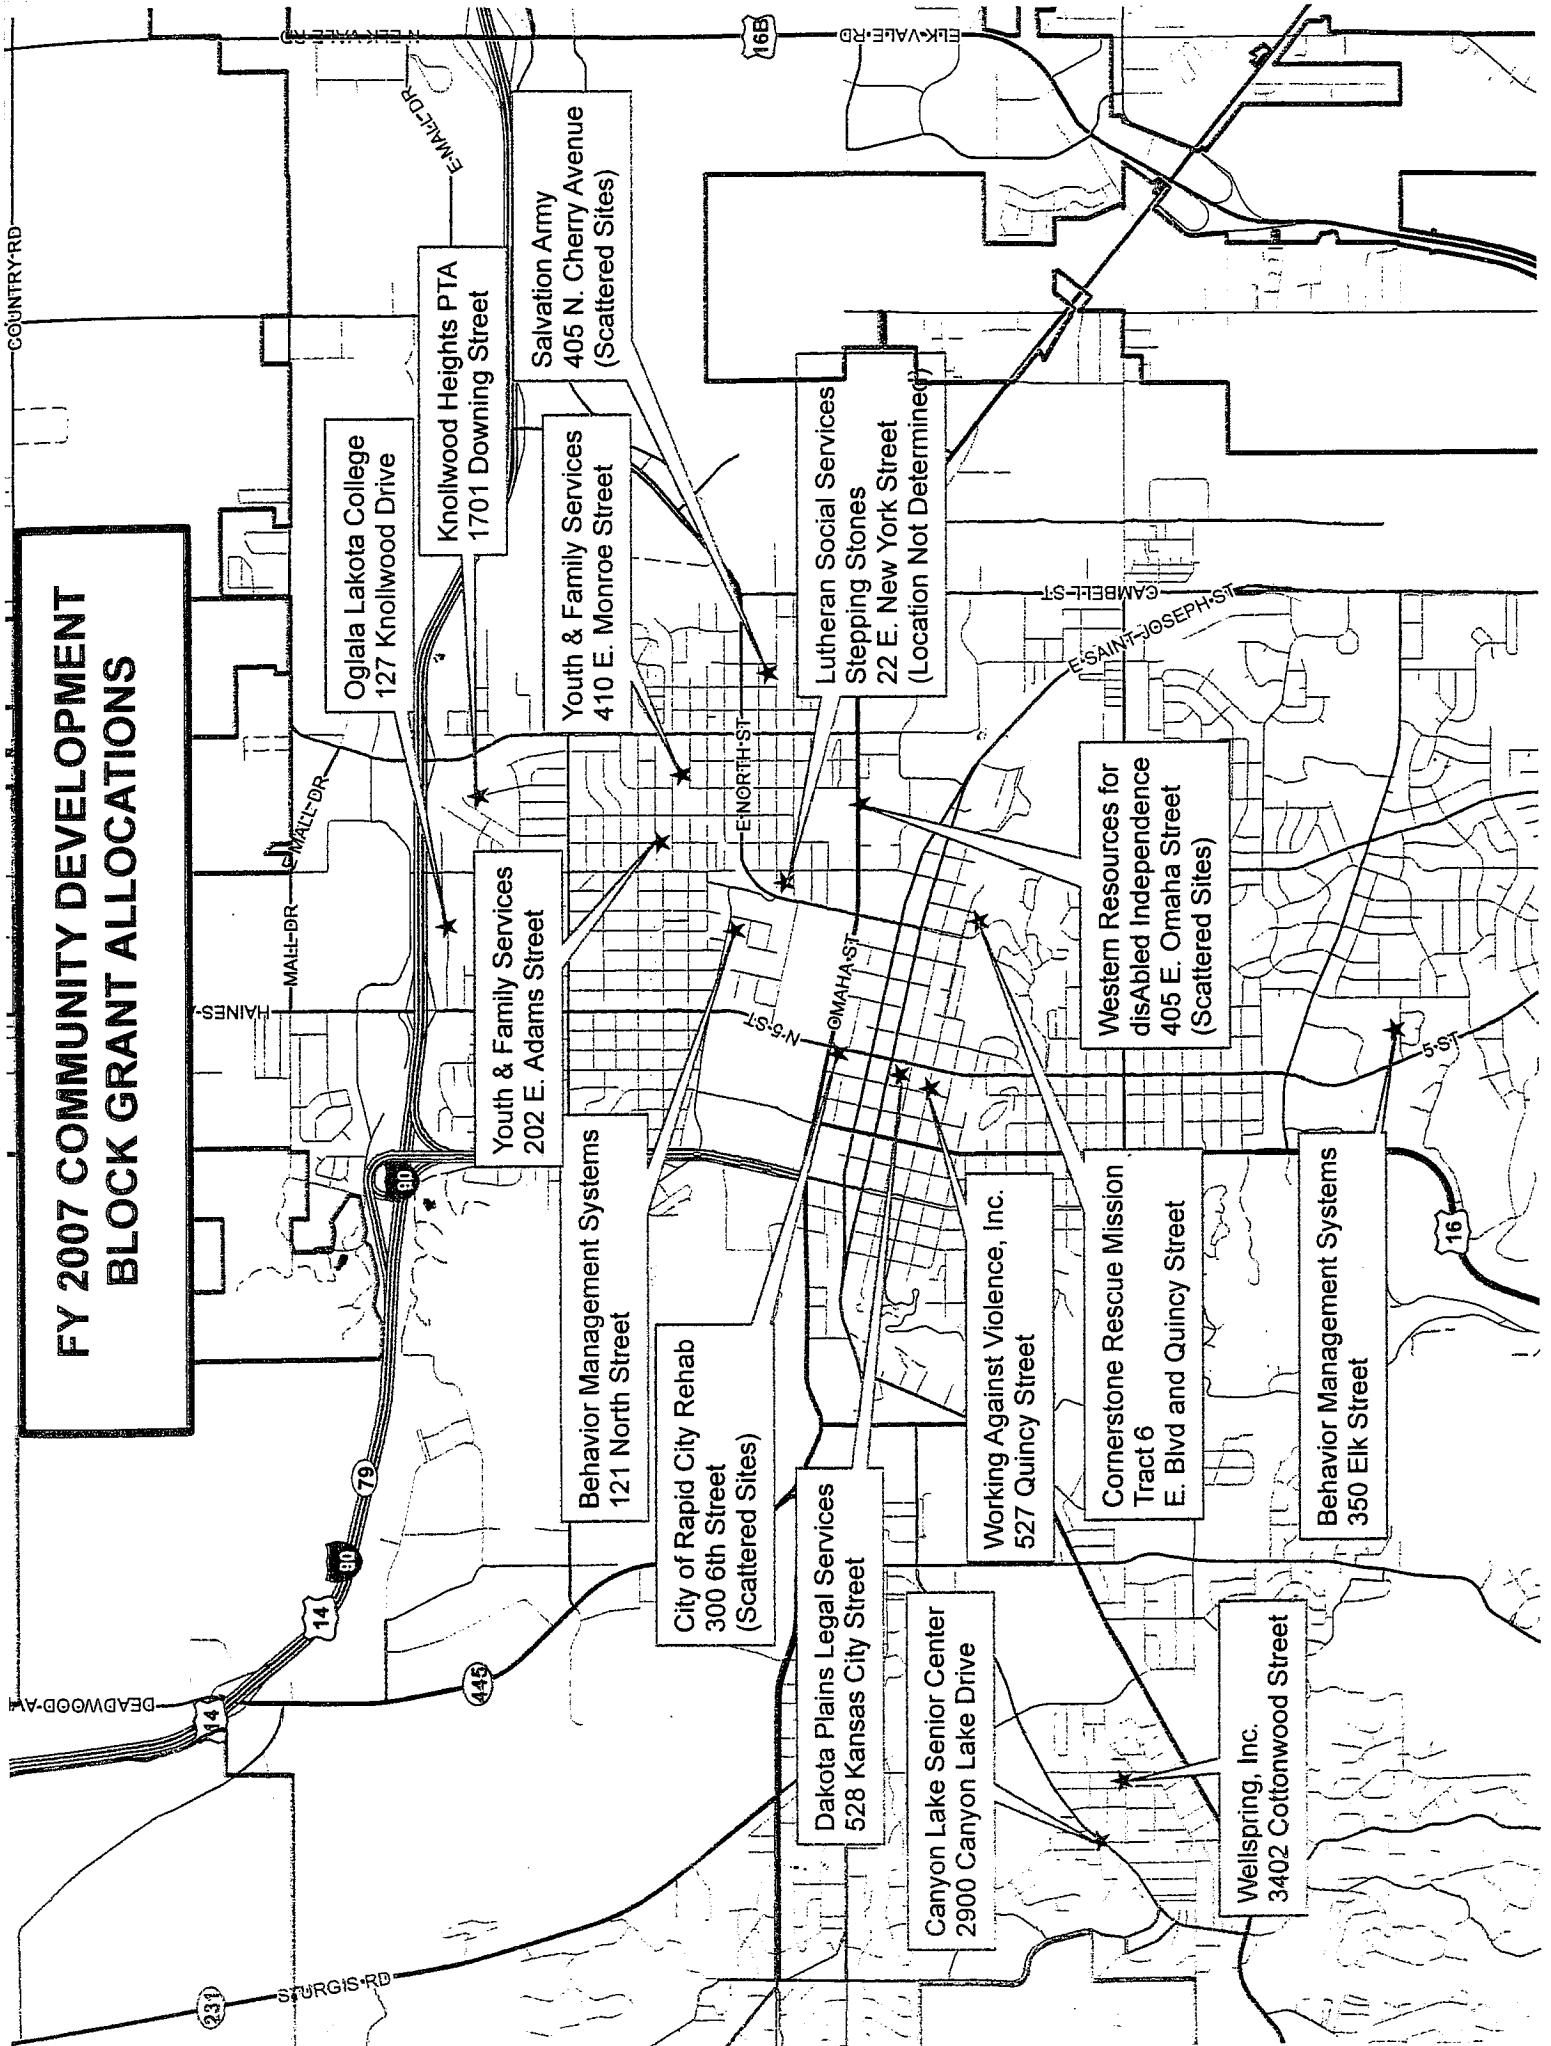 FY 2007 COMMUNITY DEVELOPMENT
BLOCK GRANT ALLOCATIONS
COUNTRY RD
N ELK VALE RD
E MALL DR
E MALL DR
MALL DR
HAINES
DEADWOOD AV
14
14
90
79
90
445
231
STURGIS RD
16B
ELK VALE RD
Oglala Lakota College
127 Knollwood Drive
Knollwood Heights PTA
1701 Downing Street
Salvation Army
405 N. Cherry Avenue
(Scattered Sites)
Youth & Family Services
410 E. Monroe Street
Youth & Family Services
202 E. Adams Street
Behavior Management Systems
121 North Street
City of Rapid City Rehab
300 6th Street
(Scattered Sites)
Lutheran Social Services
Stepping Stones
22 E. New York Street
(Location Not Determined)
Dakota Plains Legal Services
528 Kansas City Street
Canyon Lake Senior Center
2900 Canyon Lake Drive
Working Against Violence, Inc.
527 Quincy Street
Cornerstone Rescue Mission
Tract 6
E. Blvd and Quincy Street
Western Resources for
disAbled Independence
405 E. Omaha Street
(Scattered Sites)
Wellspring, Inc.
3402 Cottonwood Street
Behavior Management Systems
350 Elk Street
E NORTH ST
N 5 ST
OMAHA ST
CAMBELL ST
E SAINT JOSEPH ST
5 ST
16